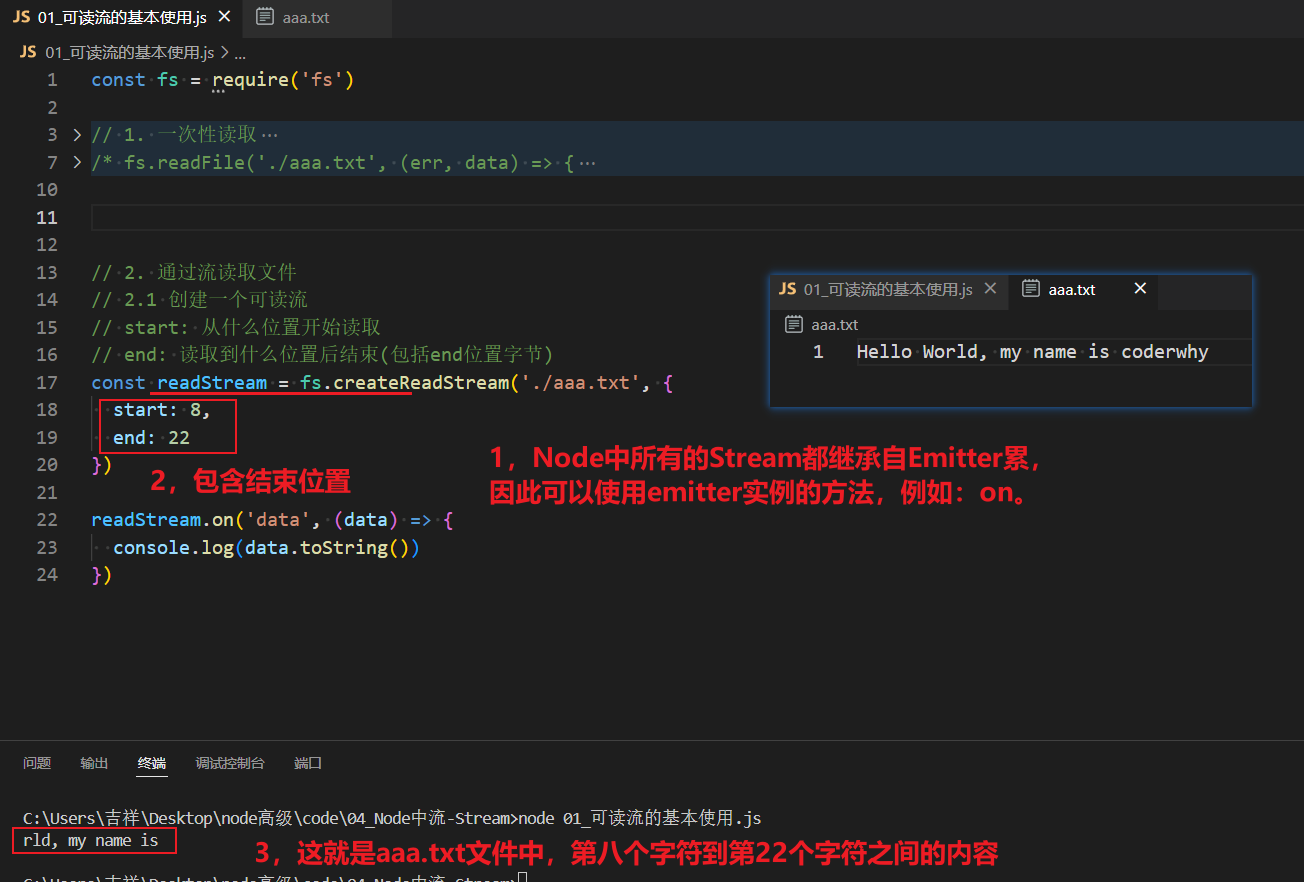 JS 01_可读流的基本使用.js × aaa.txt
JS 01_可读流的基本使用.js > ...
1 const fs = require('fs')
2
3 > // 1. 一次性读取 ···
7 > /* fs.readFile('./aaa.txt', (err, data) => { ···
10
11
12
13 // 2. 通过流读取文件
14 // 2.1 创建一个可读流
15 // start: 从什么位置开始读取
16 // end: 读取到什么位置后结束(包括end位置字节)
17 const readStream = fs.createReadStream('./aaa.txt', {
18 start: 8,
19 end: 22
20 })
21
22 readStream.on('data', (data) => {
23 console.log(data.toString())
24 })
JS 01_可读流的基本使用.js × aaa.txt ×
aaa.txt
1 Hello World, my name is coderwhy
1，Node中所有的Stream都继承自Emitter累，
因此可以使用emitter实例的方法，例如：on。
2，包含结束位置
问题 输出 终端 调试控制台 端口
C:\Users\吉祥\Desktop\node高级\code\04_Node中流-Stream>node 01_可读流的基本使用.js
rld, my name is
3，这就是aaa.txt文件中，第八个字符到第22个字符之间的内容
C:\Users\吉祥\Desktop\node高级\code\04_Node中流-Stream>